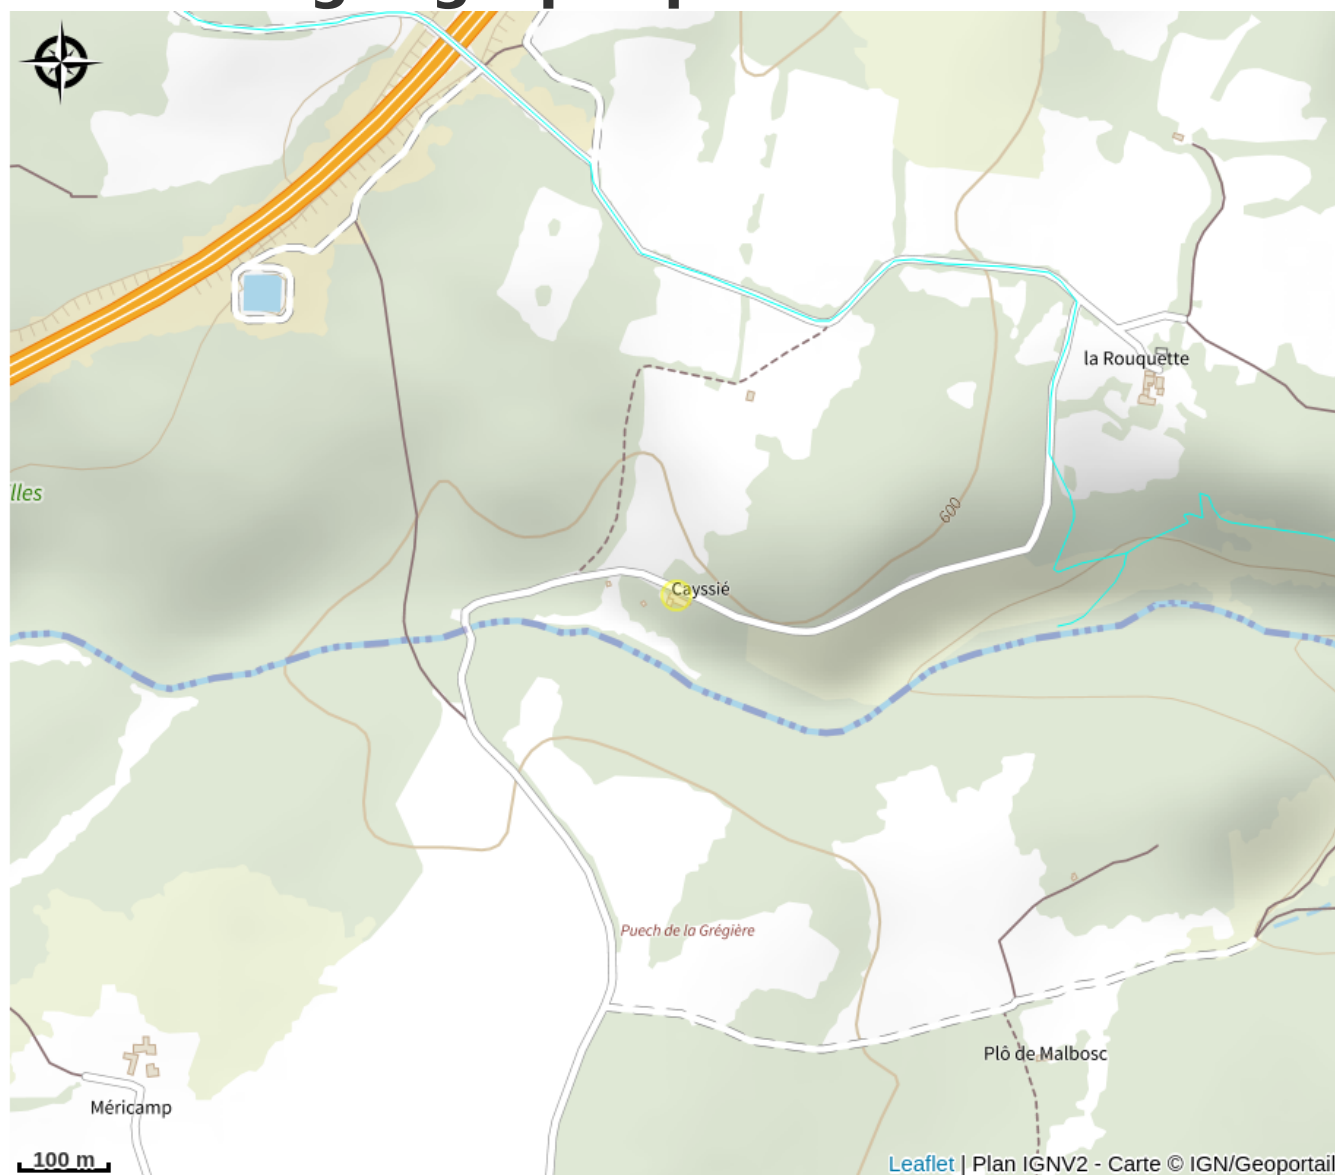 la Rouquette
lles
600
Cayssié
Puech de la Grégière
Plô de Malbosc
Méricamp
100 m
Leaflet | Plan IGNV2 - Carte © IGN/Geoportail